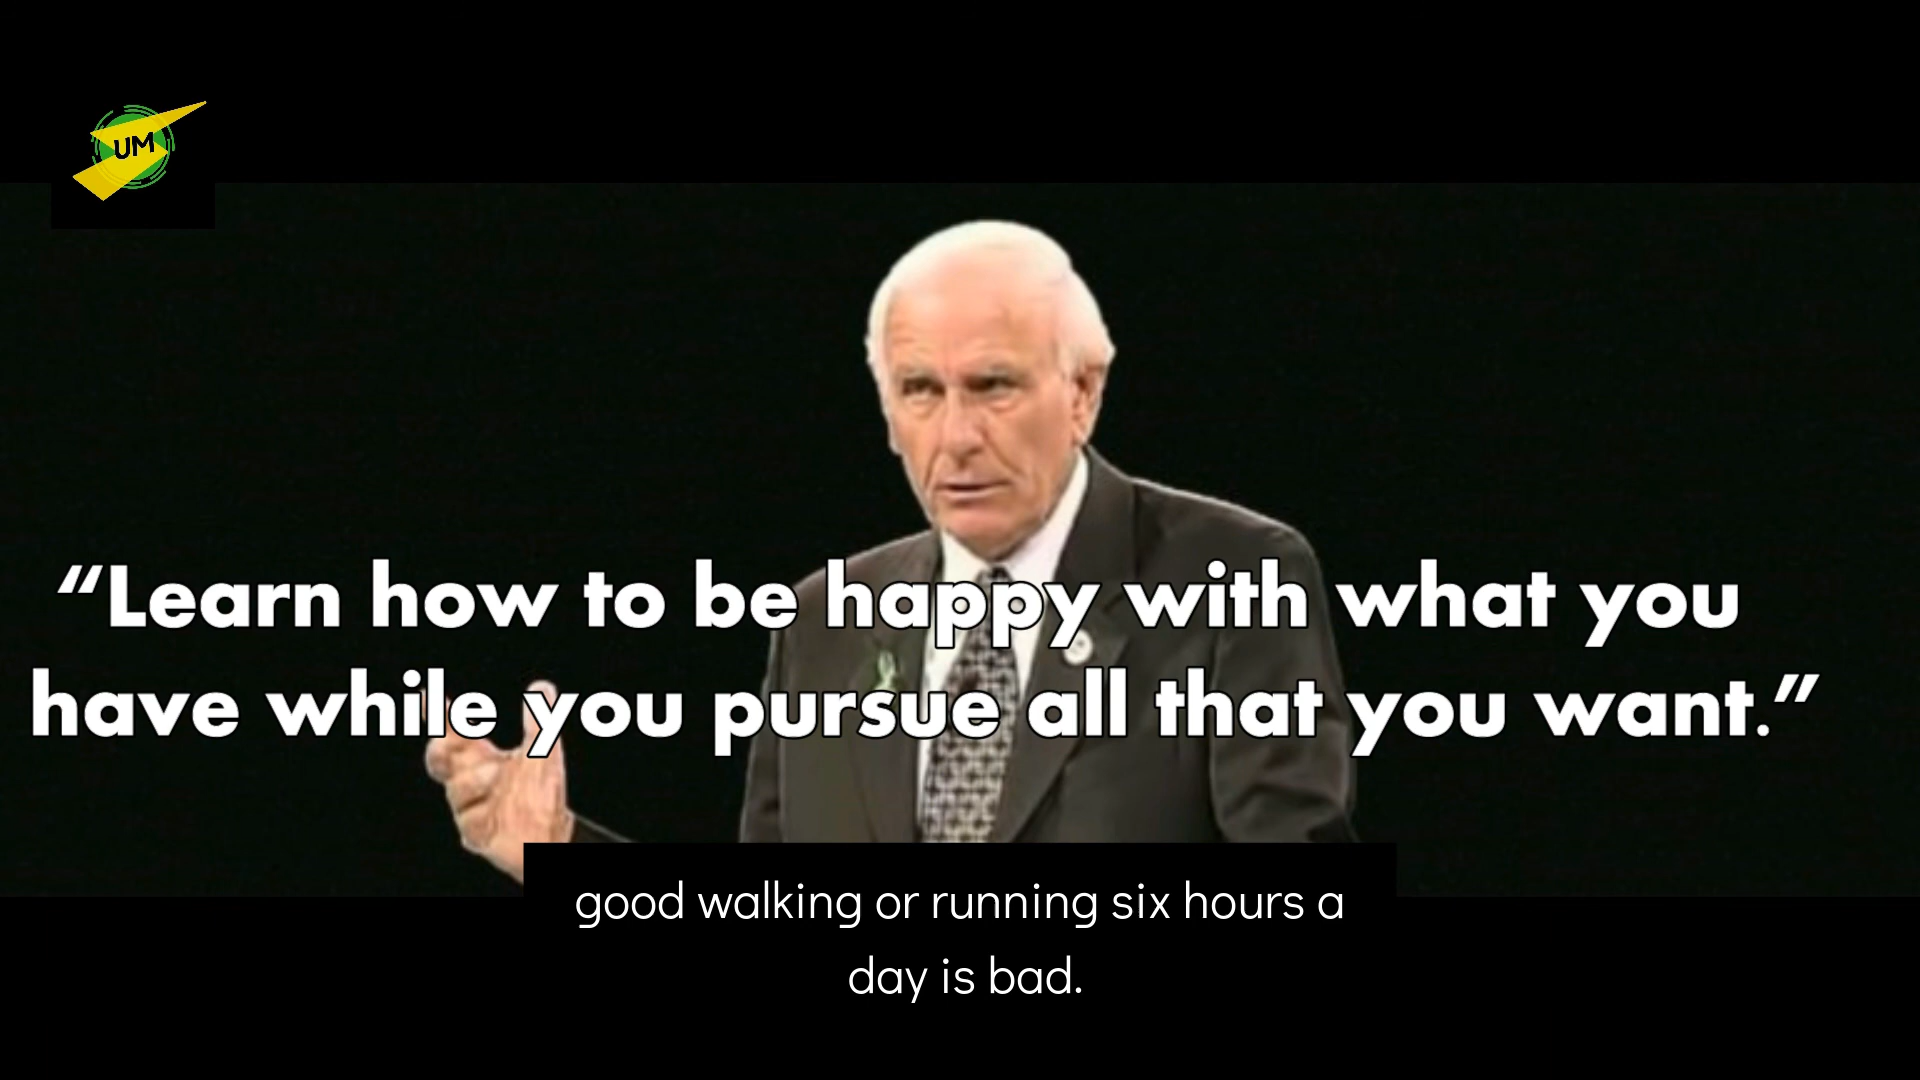 UM
“Learn how to be happy with what you
have while you pursue all that you want.”
good walking or running six hours a
day is bad.